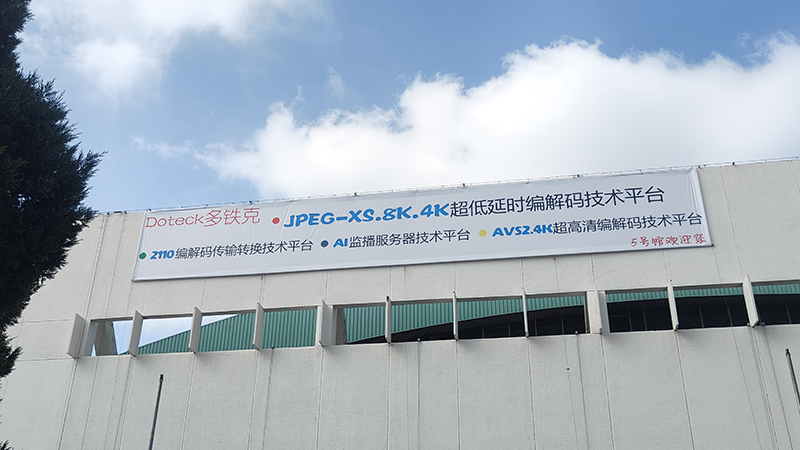 Doteck多铁克 ●JPEG-XS.8K.4K超低延时编解码技术平台
●2110编解码传输转换技术平台 ●AI监播服务器技术平台 ●AVS2.4K超高清编解码技术平台
5号馆欢迎您